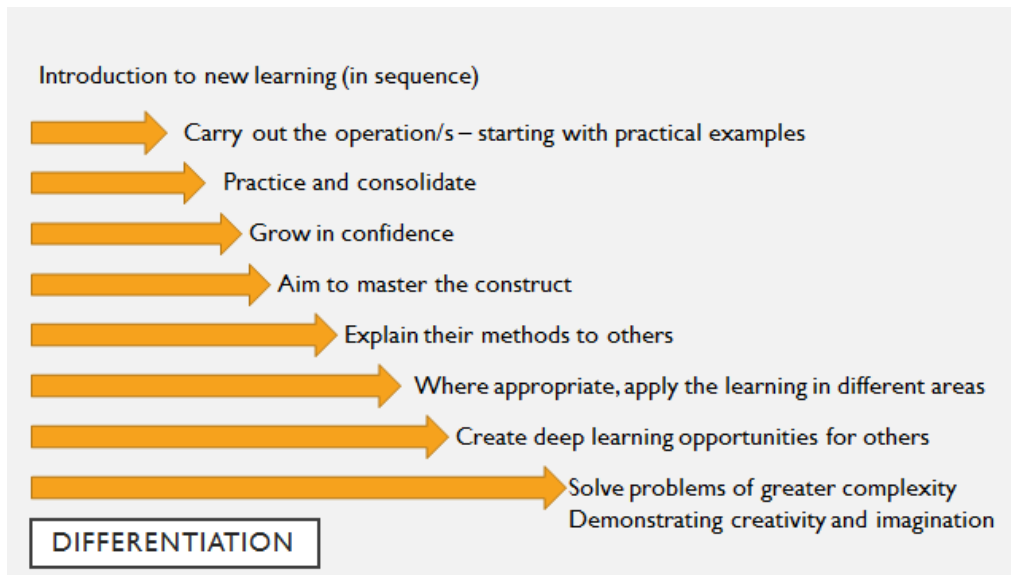 Introduction to new learning (in sequence)
Carry out the operation/s – starting with practical examples
Practice and consolidate
Grow in confidence
Aim to master the construct
Explain their methods to others
Where appropriate, apply the learning in different areas
Create deep learning opportunities for others
Solve problems of greater complexity
Demonstrating creativity and imagination
DIFFERENTIATION